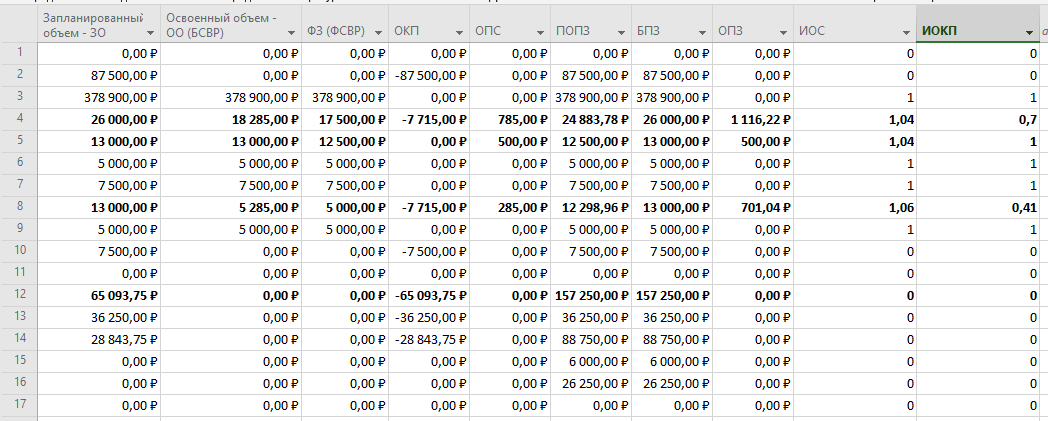 Запланированный объем - ЗО Освоенный объем - ОО (БСВР) ФЗ (ФСВР) ОКП ОПС ПОПЗ БПЗ ОПЗ ИОС ИОКП
1 0,00 ₽ 0,00 ₽ 0,00 ₽ 0,00 ₽ 0,00 ₽ 0,00 ₽ 0,00 ₽ 0,00 ₽ 0 0
2 87 500,00 ₽ 0,00 ₽ 0,00 ₽ -87 500,00 ₽ 0,00 ₽ 87 500,00 ₽ 87 500,00 ₽ 0,00 ₽ 0 0
3 378 900,00 ₽ 378 900,00 ₽ 378 900,00 ₽ 0,00 ₽ 0,00 ₽ 378 900,00 ₽ 378 900,00 ₽ 0,00 ₽ 1 1
4 26 000,00 ₽ 18 285,00 ₽ 17 500,00 ₽ -7 715,00 ₽ 785,00 ₽ 24 883,78 ₽ 26 000,00 ₽ 1 116,22 ₽ 1,04 0,7
5 13 000,00 ₽ 13 000,00 ₽ 12 500,00 ₽ 0,00 ₽ 500,00 ₽ 12 500,00 ₽ 13 000,00 ₽ 500,00 ₽ 1,04 1
6 5 000,00 ₽ 5 000,00 ₽ 5 000,00 ₽ 0,00 ₽ 0,00 ₽ 5 000,00 ₽ 5 000,00 ₽ 0,00 ₽ 1 1
7 7 500,00 ₽ 7 500,00 ₽ 7 500,00 ₽ 0,00 ₽ 0,00 ₽ 7 500,00 ₽ 7 500,00 ₽ 0,00 ₽ 1 1
8 13 000,00 ₽ 5 285,00 ₽ 5 000,00 ₽ -7 715,00 ₽ 285,00 ₽ 12 298,96 ₽ 13 000,00 ₽ 701,04 ₽ 1,06 0,41
9 5 000,00 ₽ 5 000,00 ₽ 5 000,00 ₽ 0,00 ₽ 0,00 ₽ 5 000,00 ₽ 5 000,00 ₽ 0,00 ₽ 1 1
10 7 500,00 ₽ 0,00 ₽ 0,00 ₽ -7 500,00 ₽ 0,00 ₽ 7 500,00 ₽ 7 500,00 ₽ 0,00 ₽ 0 0
11 0,00 ₽ 0,00 ₽ 0,00 ₽ 0,00 ₽ 0,00 ₽ 0,00 ₽ 0,00 ₽ 0,00 ₽ 0 0
12 65 093,75 ₽ 0,00 ₽ 0,00 ₽ -65 093,75 ₽ 0,00 ₽ 157 250,00 ₽ 157 250,00 ₽ 0,00 ₽ 0 0
13 36 250,00 ₽ 0,00 ₽ 0,00 ₽ -36 250,00 ₽ 0,00 ₽ 36 250,00 ₽ 36 250,00 ₽ 0,00 ₽ 0 0
14 28 843,75 ₽ 0,00 ₽ 0,00 ₽ -28 843,75 ₽ 0,00 ₽ 88 750,00 ₽ 88 750,00 ₽ 0,00 ₽ 0 0
15 0,00 ₽ 0,00 ₽ 0,00 ₽ 0,00 ₽ 0,00 ₽ 6 000,00 ₽ 6 000,00 ₽ 0,00 ₽ 0 0
16 0,00 ₽ 0,00 ₽ 0,00 ₽ 0,00 ₽ 0,00 ₽ 26 250,00 ₽ 26 250,00 ₽ 0,00 ₽ 0 0
17 0,00 ₽ 0,00 ₽ 0,00 ₽ 0,00 ₽ 0,00 ₽ 0,00 ₽ 0,00 ₽ 0,00 ₽ 0 0